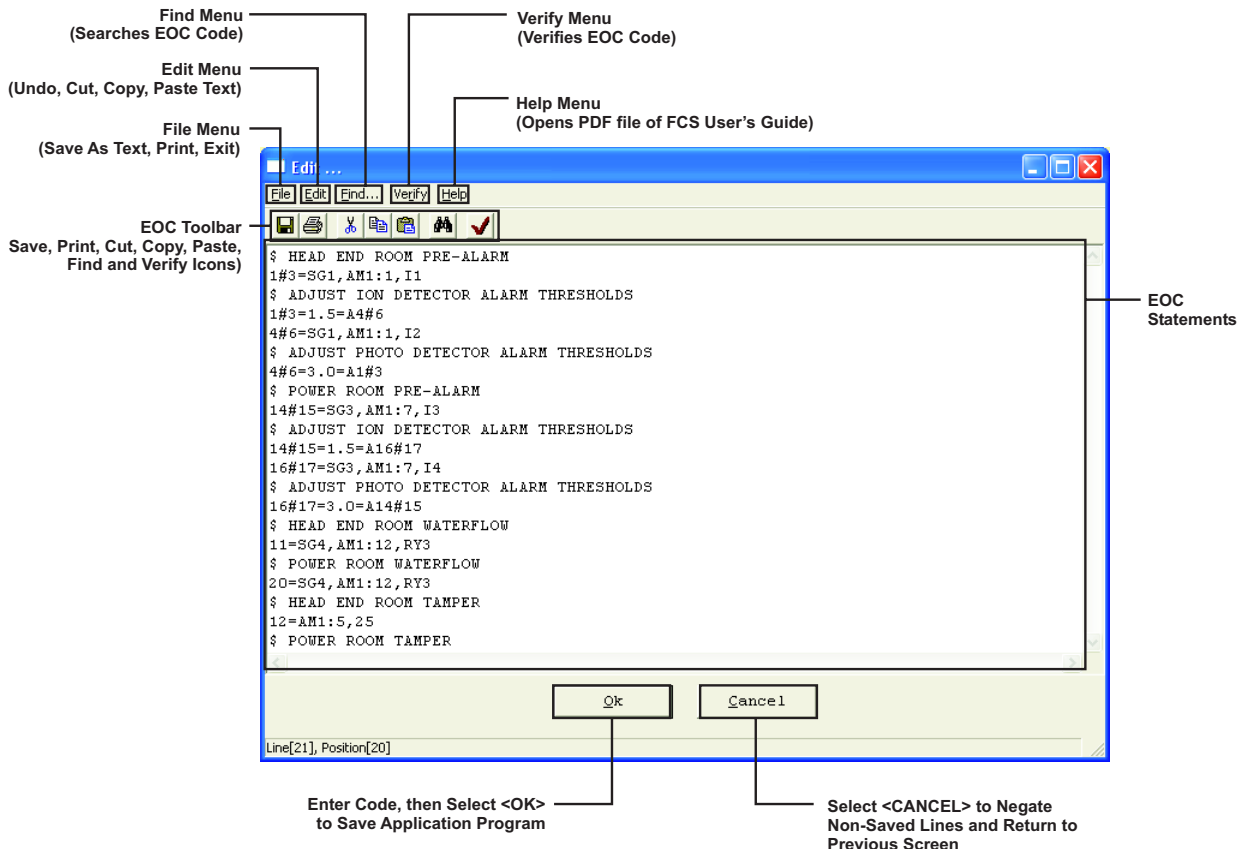 Find Menu
(Searches EOC Code)
Verify Menu
(Verifies EOC Code)
Edit Menu
(Undo, Cut, Copy, Paste Text)
Help Menu
(Opens PDF file of FCS User's Guide)
File Menu
(Save As Text, Print, Exit)
Edit ...
File Edit Find... Verify Help
EOC Toolbar
Save, Print, Cut, Copy, Paste,
Find and Verify Icons)
$ HEAD END ROOM PRE-ALARM
1#3=SG1,AM1:1,I1
$ ADJUST ION DETECTOR ALARM THRESHOLDS
1#3=1.5=A4#6
4#6=SG1,AM1:1,I2
$ ADJUST PHOTO DETECTOR ALARM THRESHOLDS
4#6=3.0=A1#3
$ POWER ROOM PRE-ALARM
14#15=SG3,AM1:7,I3
$ ADJUST ION DETECTOR ALARM THRESHOLDS
14#15=1.5=A16#17
16#17=SG3,AM1:7,I4
$ ADJUST PHOTO DETECTOR ALARM THRESHOLDS
16#17=3.0=A14#15
$ HEAD END ROOM WATERFLOW
11=SG4,AM1:12,RY3
$ POWER ROOM WATERFLOW
20=SG4,AM1:12,RY3
$ HEAD END ROOM TAMPER
12=AM1:5,25
$ POWER ROOM TAMPER
EOC
Statements
Ok
Cancel
Line[21], Position[20]
Enter Code, then Select <OK>
to Save Application Program
Select <CANCEL> to Negate
Non-Saved Lines and Return to
Previous Screen